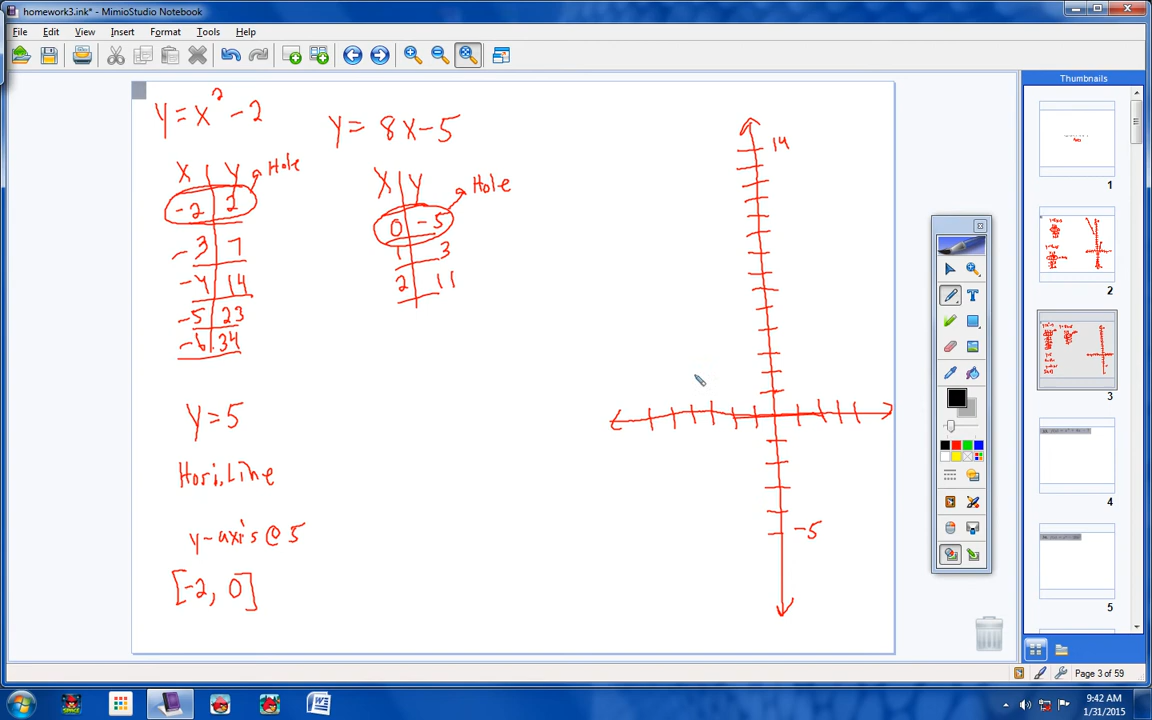 homework3.ink* - MimioStudio Notebook
File Edit View Insert Format Tools Help
y = x² - 2
X | Y
-2 | 2 → Hole
-3 | 7
-4 | 14
-5 | 23
-6 | 34
y = 8x - 5
X | Y
0 | -5 → Hole
1 | 3
2 | 11
y = 5
Hori. Line
y-axis @ 5
[-2, 0]
14
-5
Thumbnails
1
2
3
4
5
Page 3 of 59
9:42 AM
1/31/2015